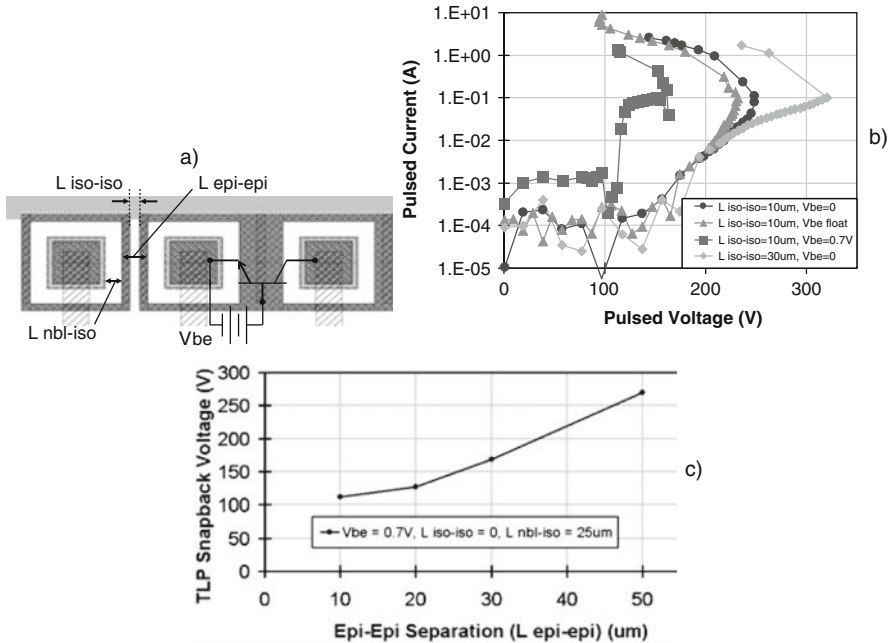 a)
L iso-iso
L epi-epi
L nbl-iso
Vbe
b)
Pulsed Current (A)
1.E+01
1.E+00
1.E-01
1.E-02
1.E-03
1.E-04
1.E-05
0 100 200 300
Pulsed Voltage (V)
L iso-iso=10um, Vbe=0
L iso-iso=10um, Vbe float
L iso-iso=10um, Vbe=0.7V
L iso-iso=30um, Vbe=0
c)
TLP Snapback Voltage (V)
300
250
200
150
100
50
0
0 10 20 30 40 50
Vbe = 0.7V, L iso-iso = 0, L nbl-iso = 25um
Epi-Epi Separation (L epi-epi) (um)